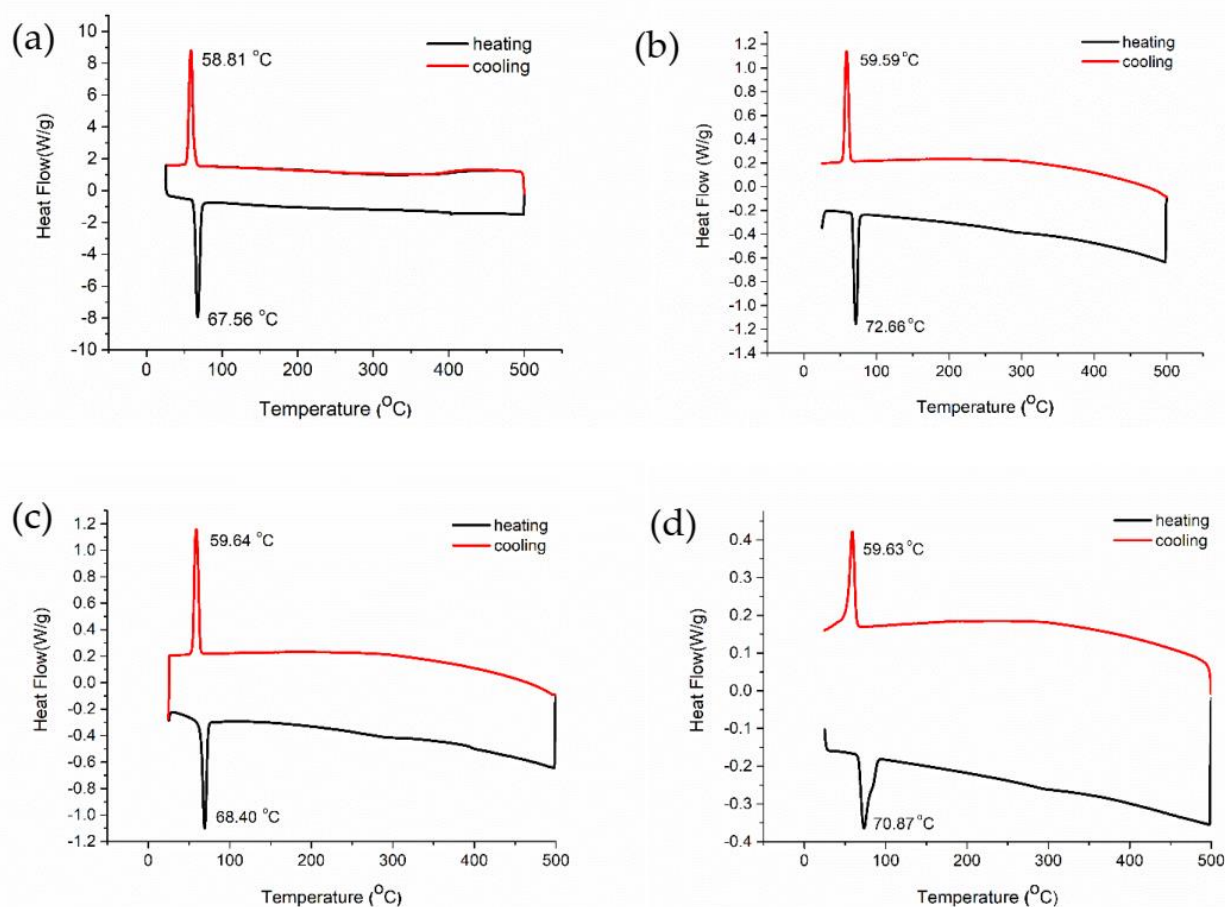 (a)
10
8
6
4
2
0
-2
-4
-6
-8
-10
Heat Flow(W/g)
58.81 °C
67.56 °C
heating
cooling
0 100 200 300 400 500
Temperature (°C)
(b)
1.2
1.0
0.8
0.6
0.4
0.2
0.0
-0.2
-0.4
-0.6
-0.8
-1.0
-1.2
-1.4
Heat Flow (W/g)
59.59 °C
72.66 °C
heating
cooling
0 100 200 300 400 500
Temperature (°C)
(c)
1.2
1.0
0.8
0.6
0.4
0.2
0.0
-0.2
-0.4
-0.6
-0.8
-1.0
-1.2
Heat Flow(W/g)
59.64 °C
68.40 °C
heating
cooling
0 100 200 300 400 500
Temperature (°C)
(d)
0.4
0.3
0.2
0.1
0.0
-0.1
-0.2
-0.3
-0.4
Heat Flow(W/g)
59.63 °C
70.87°C
heating
cooling
0 100 200 300 400 500
Temperature (°C)